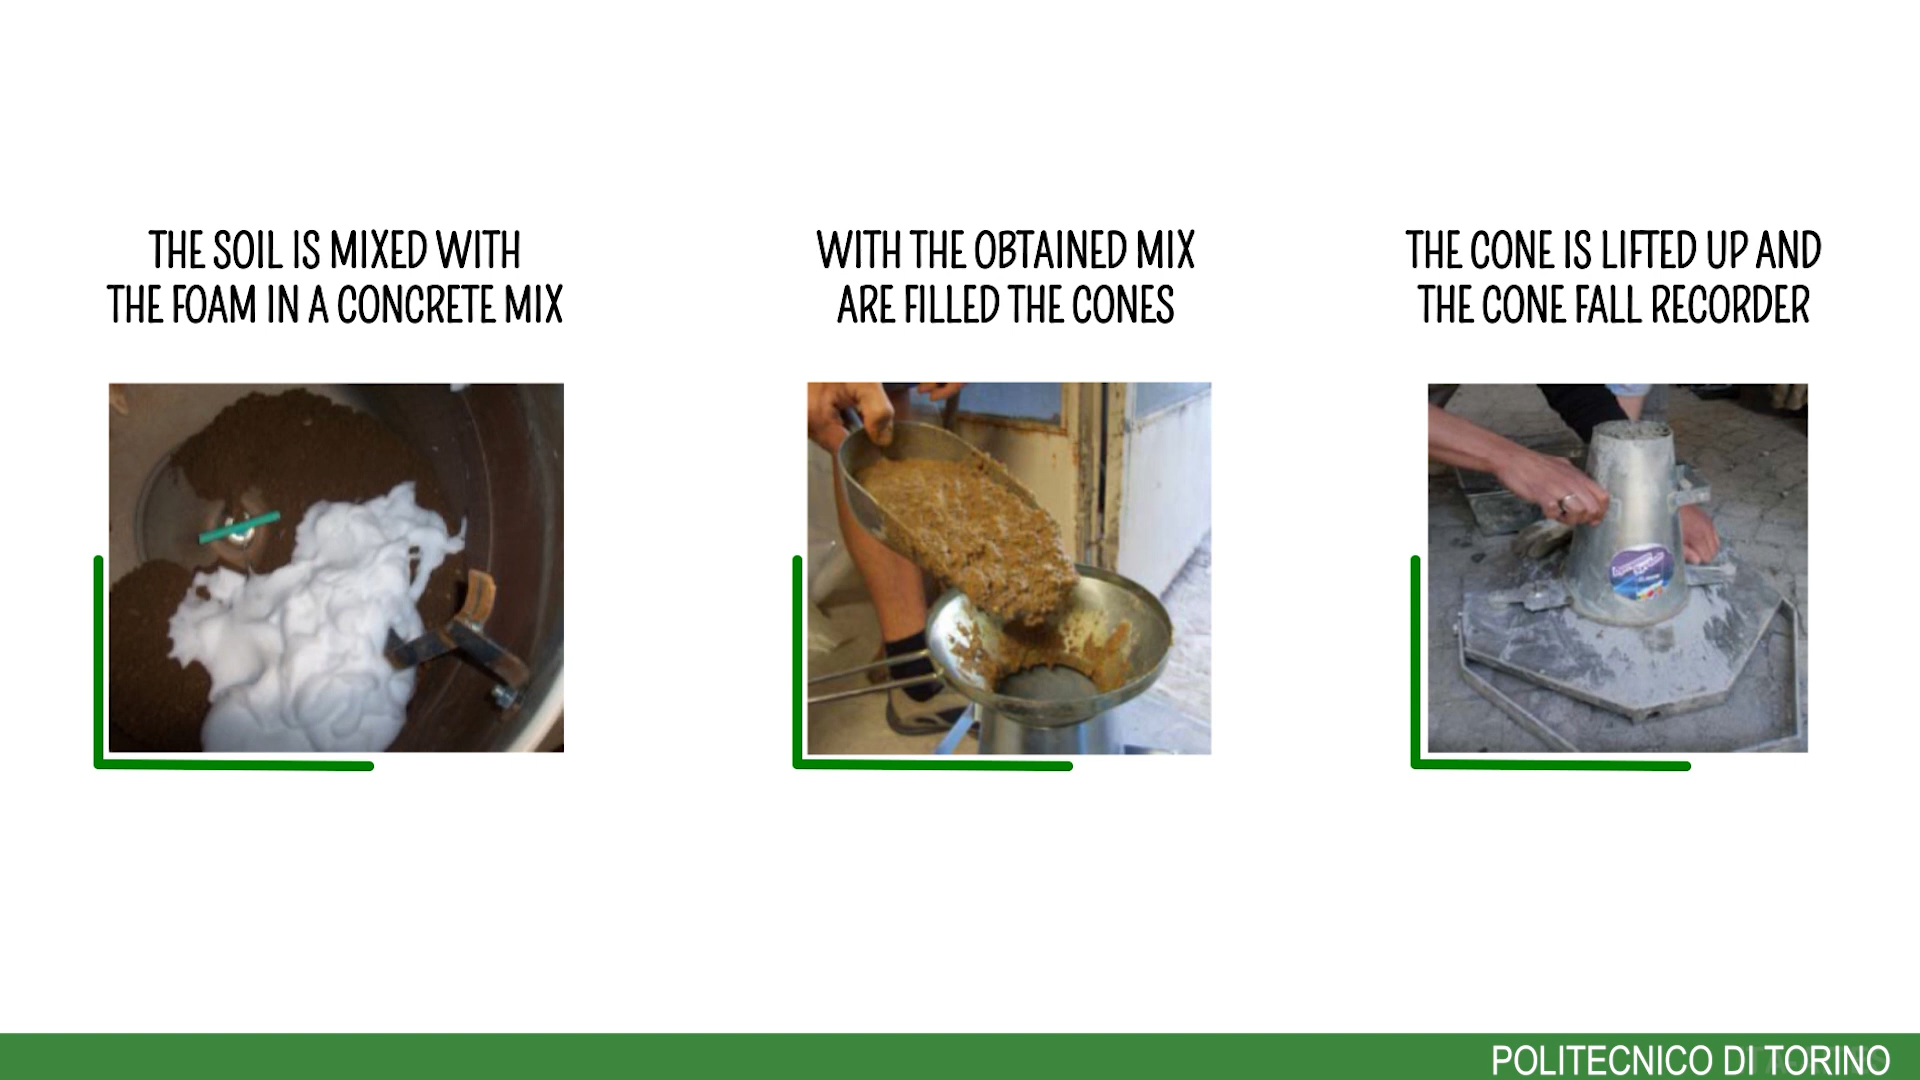 THE SOIL IS MIXED WITH
THE FOAM IN A CONCRETE MIX
WITH THE OBTAINED MIX
ARE FILLED THE CONES
THE CONE IS LIFTED UP AND
THE CONE FALL RECORDER
POLITECNICO DI TORINO